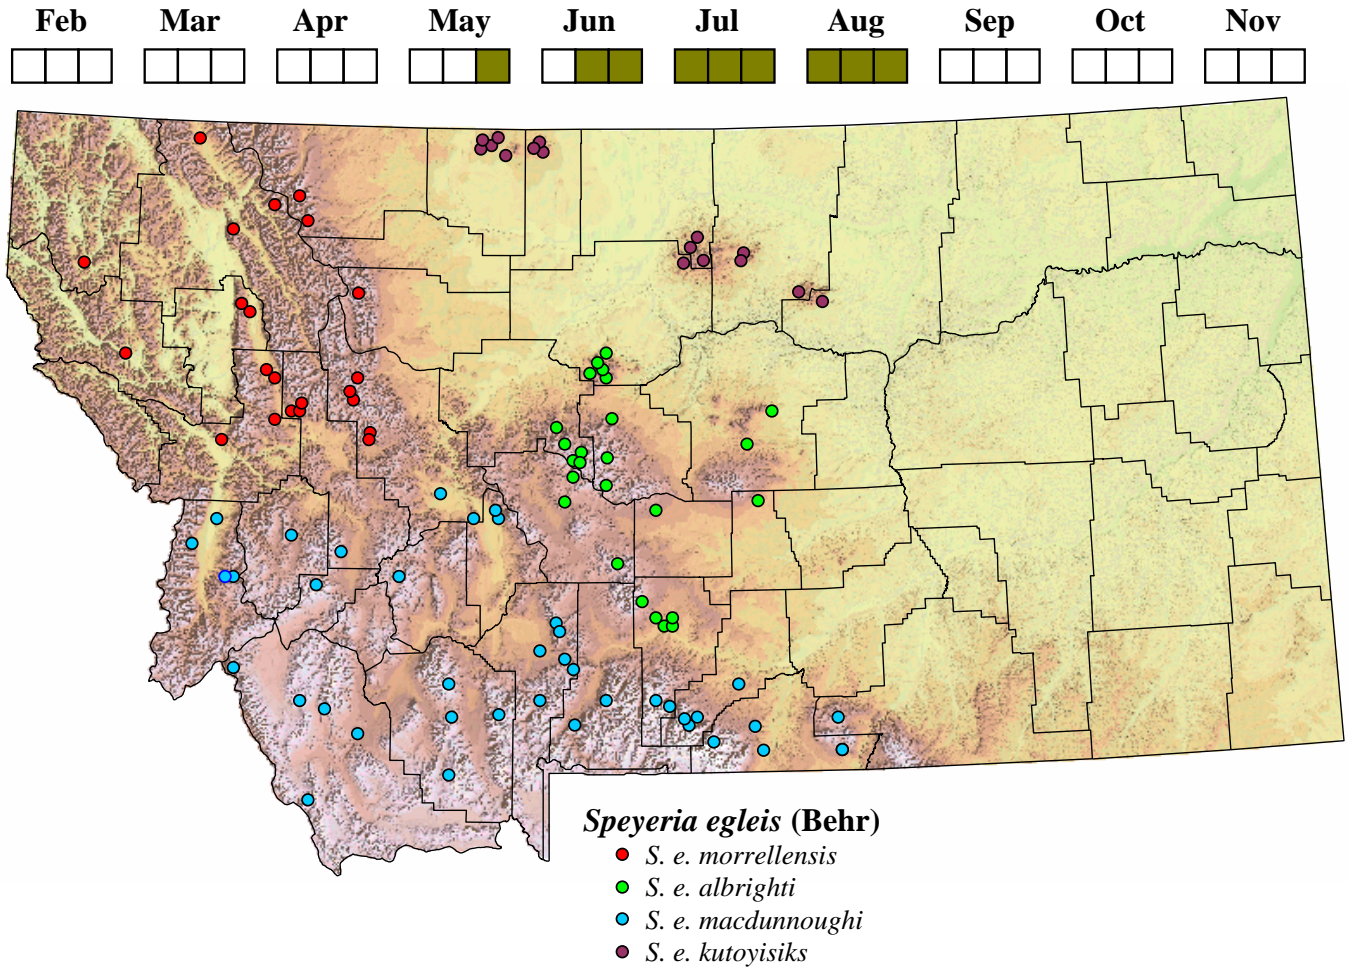 Feb Mar Apr May Jun Jul Aug Sep Oct Nov
Speyeria egleis (Behr)
S. e. morrellensis
S. e. albrighti
S. e. macdunnoughi
S. e. kutoyisiks